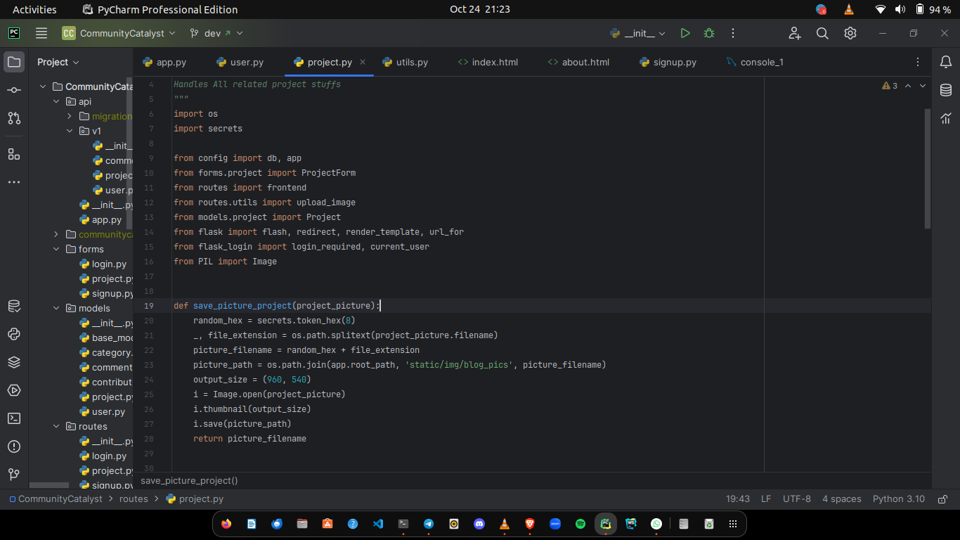 Activities PyCharm Professional Edition Oct 24 21:23 94 %
PC CC CommunityCatalyst dev __init__
Project app.py user.py project.py utils.py index.html about.html signup.py console_1
CommunityCata
api
migration
v1
__init__
comme
projec
user.p
__init__.py
app.py
communityca
forms
login.py
project.py
signup.py
models
__init__.py
base_mod
category.
comment
contribut
project.py
user.py
routes
__init__.py
login.py
project.py
signup.py
3
4 Handles All related project stuffs
5 """
6 import os
7 import secrets
8
9 from config import db, app
10 from forms.project import ProjectForm
11 from routes import frontend
12 from routes.utils import upload_image
13 from models.project import Project
14 from flask import flash, redirect, render_template, url_for
15 from flask_login import login_required, current_user
16 from PIL import Image
17
18
19 def save_picture_project(project_picture):
20 random_hex = secrets.token_hex(8)
21 _, file_extension = os.path.splitext(project_picture.filename)
22 picture_filename = random_hex + file_extension
23 picture_path = os.path.join(app.root_path, 'static/img/blog_pics', picture_filename)
24 output_size = (960, 540)
25 i = Image.open(project_picture)
26 i.thumbnail(output_size)
27 i.save(picture_path)
28 return picture_filename
29
30
save_picture_project()
CommunityCatalyst > routes > project.py 19:43 LF UTF-8 4 spaces Python 3.10